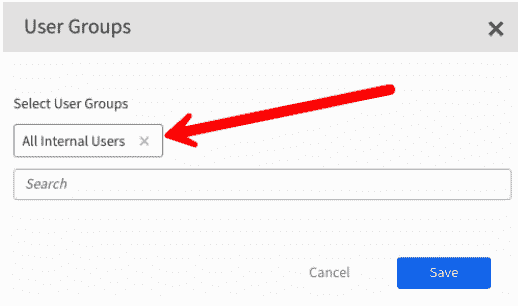 User Groups
Select User Groups
All Internal Users
Search
Cancel Save